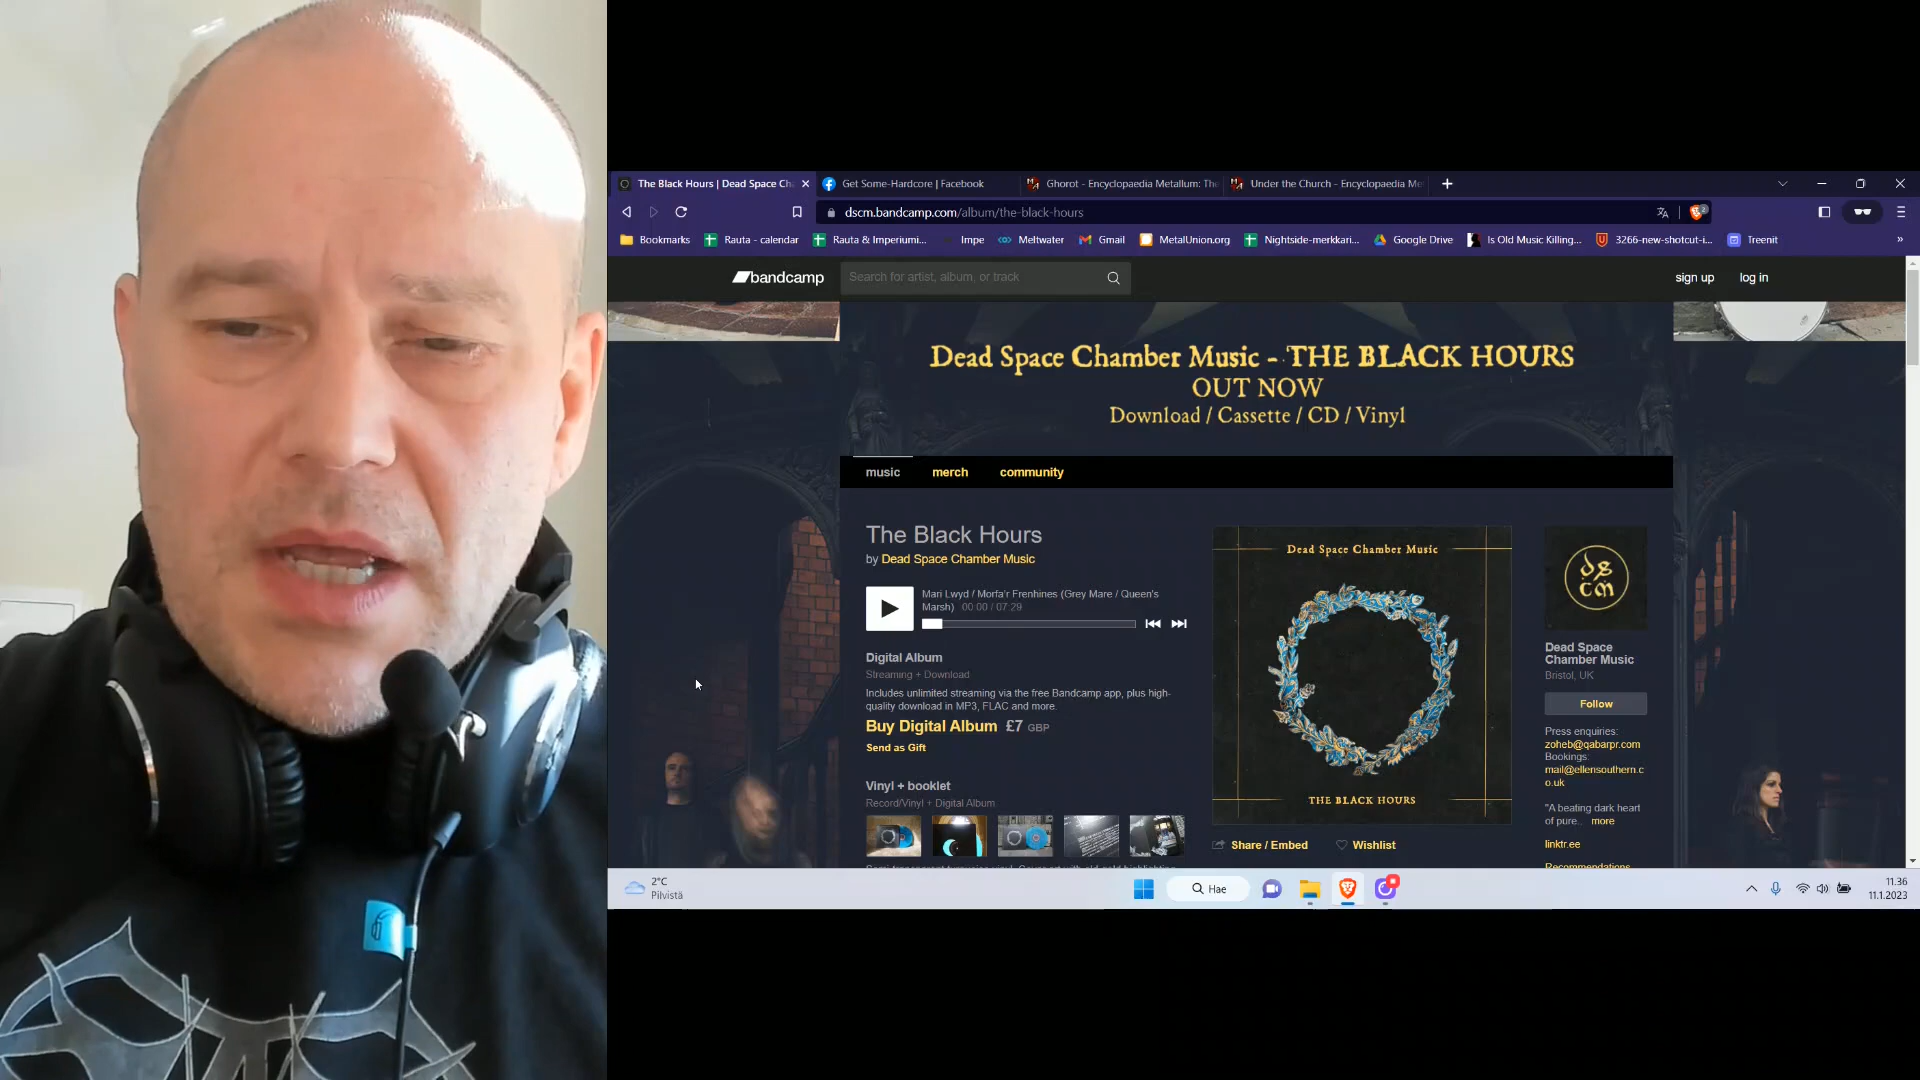 The Black Hours | Dead Space Ch
Get Some-Hardcore | Facebook
Ghorot - Encyclopaedia Metallum: The
Under the Church - Encyclopaedia Me
dscm.bandcamp.com/album/the-black-hours
Bookmarks
Rauta - calendar
Rauta & Imperiumi...
Impe
Meltwater
Gmail
MetalUnion.org
Nightside-merkkari...
Google Drive
Is Old Music Killing...
3266-new-shotcut-i...
Treenit
»
bandcamp
Search for artist, album, or track
sign up
log in
Dead Space Chamber Music - THE BLACK HOURS
OUT NOW
Download / Cassette / CD / Vinyl
music
merch
community
The Black Hours
by Dead Space Chamber Music
Mari Lwyd / Morfa'r Frenhines (Grey Mare / Queen's
Marsh) 00:00 / 07:29
Digital Album
Streaming + Download
Includes unlimited streaming via the free Bandcamp app, plus high-
quality download in MP3, FLAC and more.
Buy Digital Album £7 GBP
Send as Gift
Vinyl + booklet
Record/Vinyl + Digital Album
Dead Space Chamber Music
THE BLACK HOURS
Share / Embed
Wishlist
ds
cm
Dead Space
Chamber Music
Bristol, UK
Follow
Press enquiries:
zoheb@qabarpr.com
Bookings:
mail@ellensouthern.c
o.uk
"A beating dark heart
of pure.. more
linktr.ee
Recommendations
2°C
Pilvistä
Hae
11.36
11.1.2023